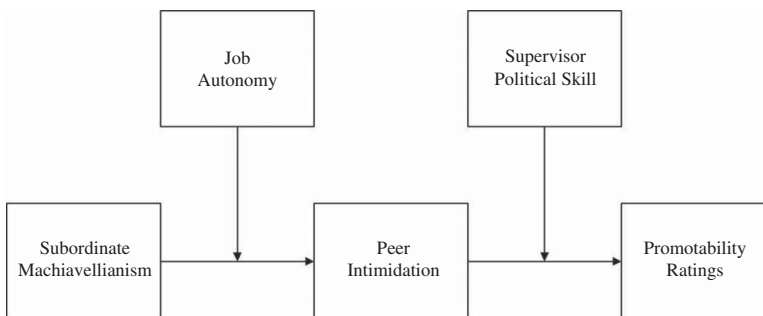 Job
Autonomy
Supervisor
Political Skill
Subordinate
Machiavellianism
Peer
Intimidation
Promotability
Ratings